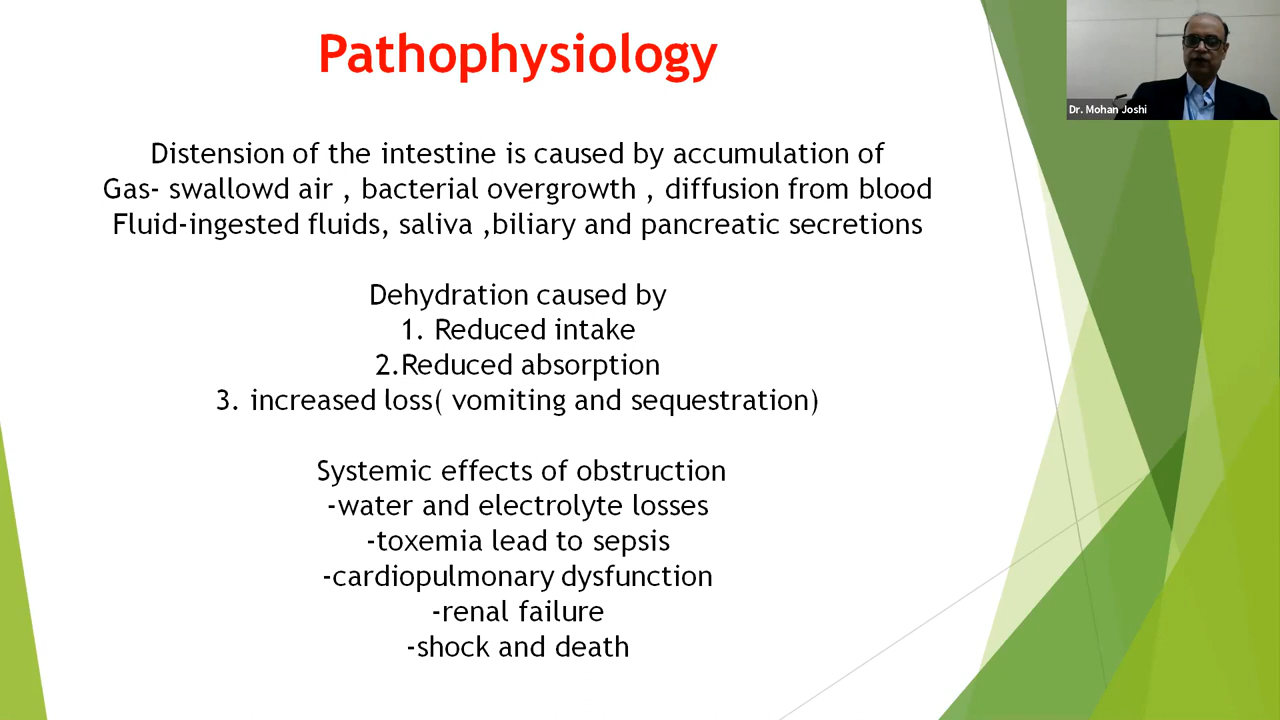 Pathophysiology
Dr. Mohan Joshi
Distension of the intestine is caused by accumulation of
Gas- swallowd air , bacterial overgrowth , diffusion from blood
Fluid-ingested fluids, saliva ,biliary and pancreatic secretions
Dehydration caused by
1. Reduced intake
2.Reduced absorption
3. increased loss( vomiting and sequestration)
Systemic effects of obstruction
-water and electrolyte losses
-toxemia lead to sepsis
-cardiopulmonary dysfunction
-renal failure
-shock and death